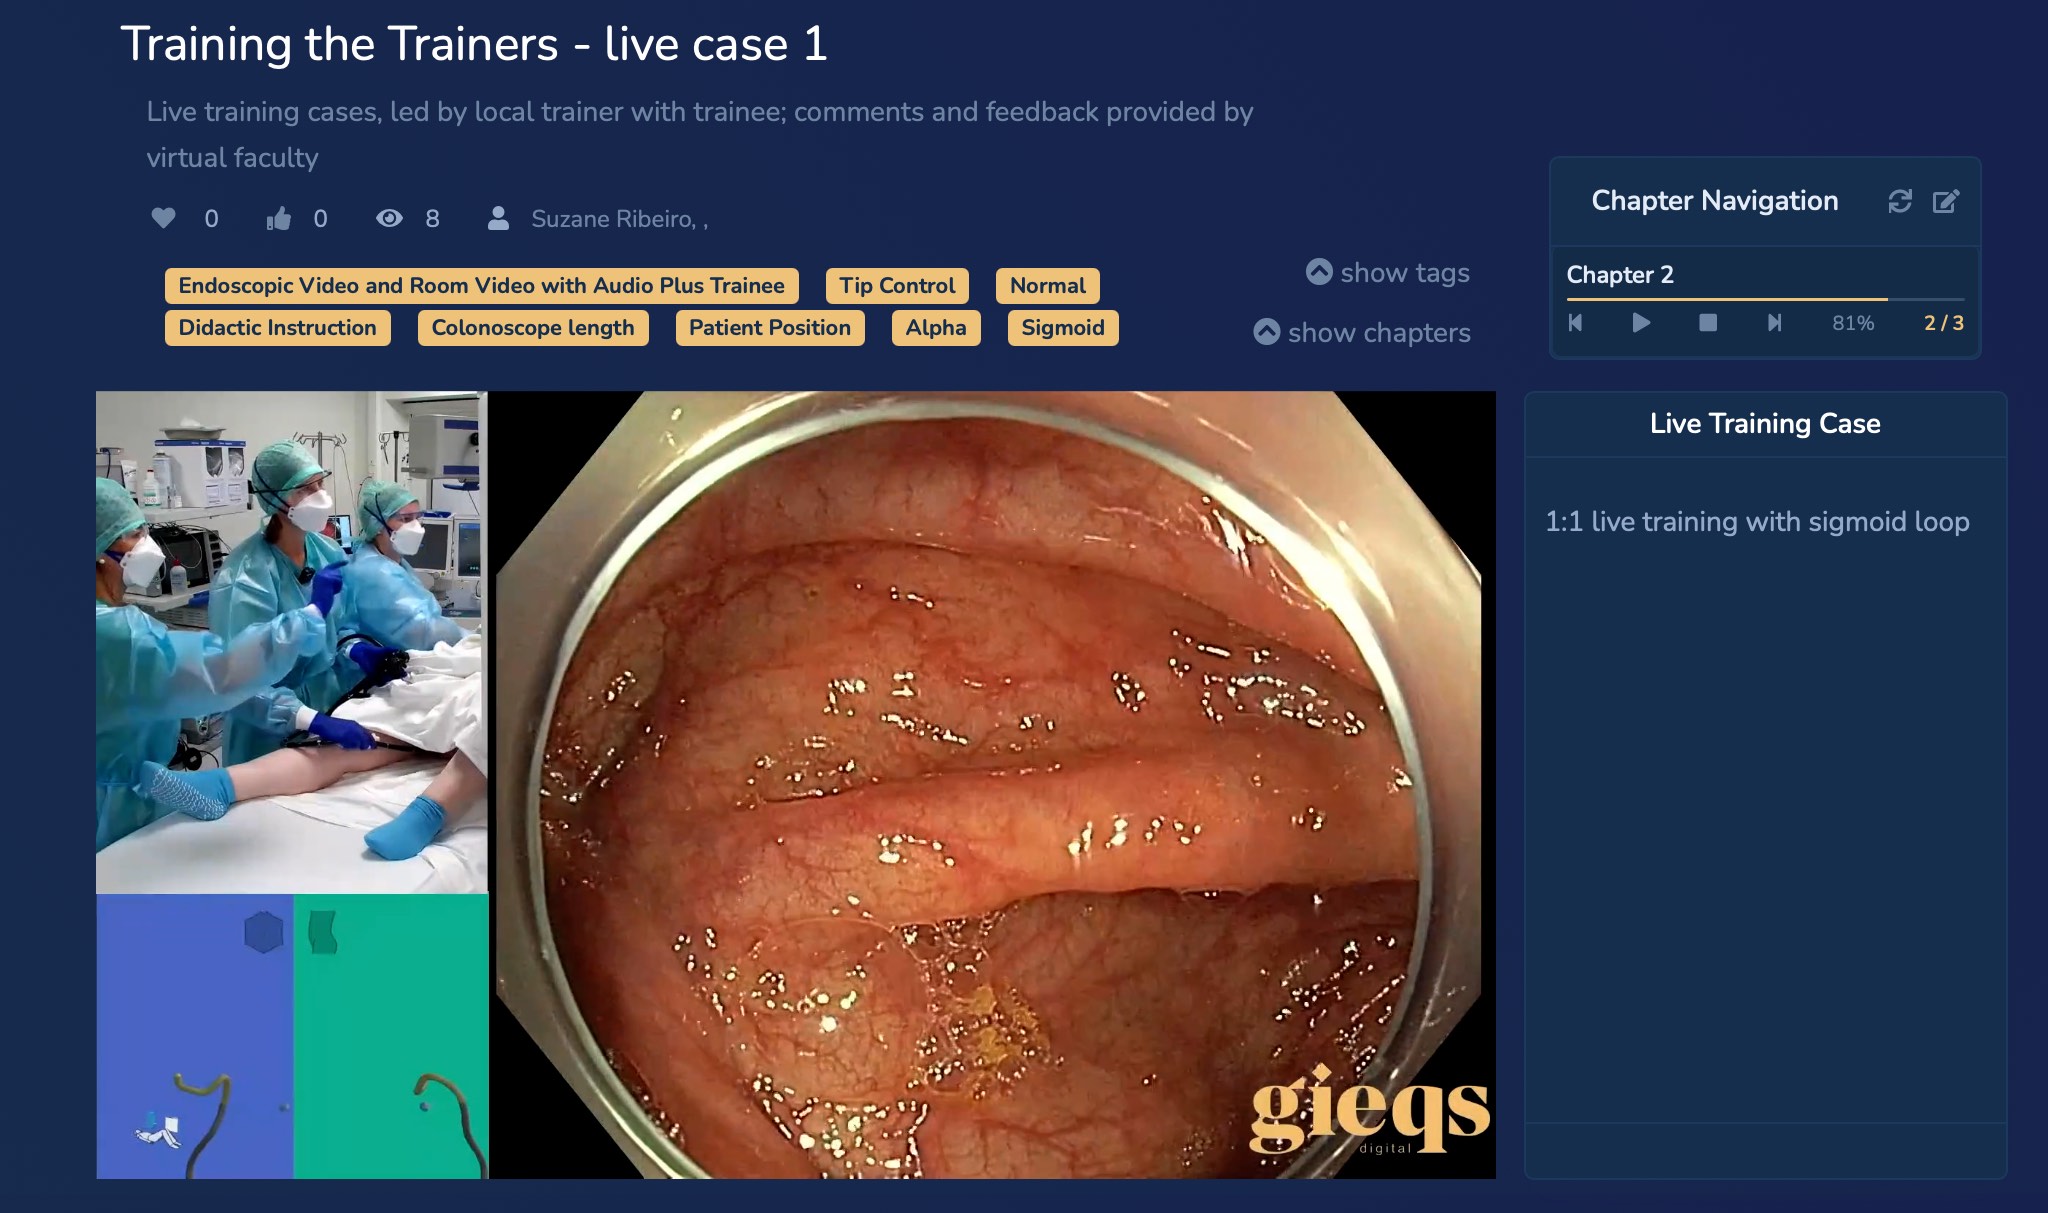 Training the Trainers - live case 1
Live training cases, led by local trainer with trainee; comments and feedback provided by
virtual faculty
0 0 8 Suzane Ribeiro, ,
Endoscopic Video and Room Video with Audio Plus Trainee Tip Control Normal
Didactic Instruction Colonoscope length Patient Position Alpha Sigmoid
show tags
show chapters
Chapter Navigation
Chapter 2
81% 2 / 3
Live Training Case
1:1 live training with sigmoid loop
gieqs
digital